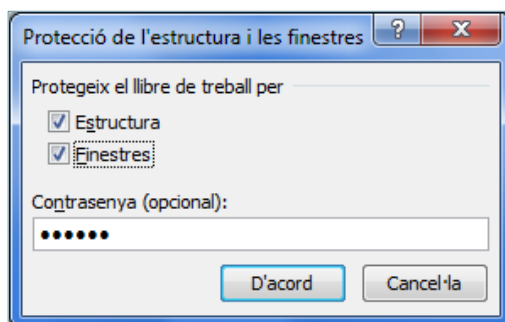 Protecció de l'estructura i les finestres
Protegeix el llibre de treball per
Estructura
Finestres
Contrasenya (opcional):
••••••
D'acord Cancel·la